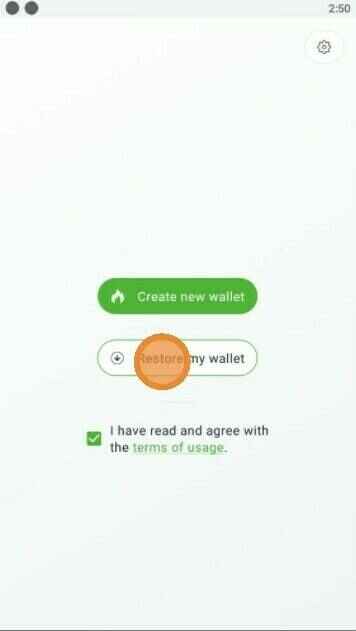 2:50
Create new wallet
Restore my wallet
I have read and agree with
the terms of usage.